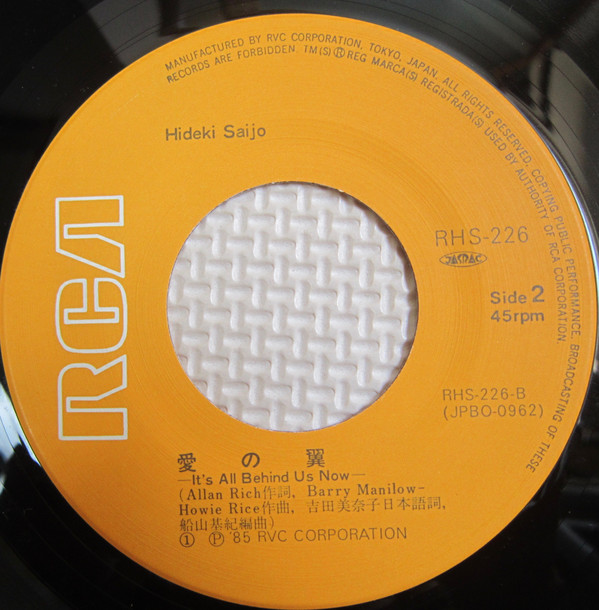 MANUFACTURED BY RVC CORPORATION, TOKYO, JAPAN. ALL RIGHTS RESERVED. COPYING PUBLIC PERFORMANCE. BROADCASTING OF THESE
RECORDS ARE FORBIDDEN. TM(S)® REG MARCA(S) REGISTRADA(S) USED BY AUTHORITY OF RCA CORPORATION.
Hideki Saijo
RCA
RHS-226
JASRAC
Side 2
45rpm
RHS-226-B
(JPBO-0962)
愛の翼
—It's All Behind Us Now—
(Allan Rich作詞, Barry Manilow-
Howie Rice作曲, 吉田美奈子日本語詞,
船山基紀編曲)
① Ⓟ '85 RVC CORPORATION